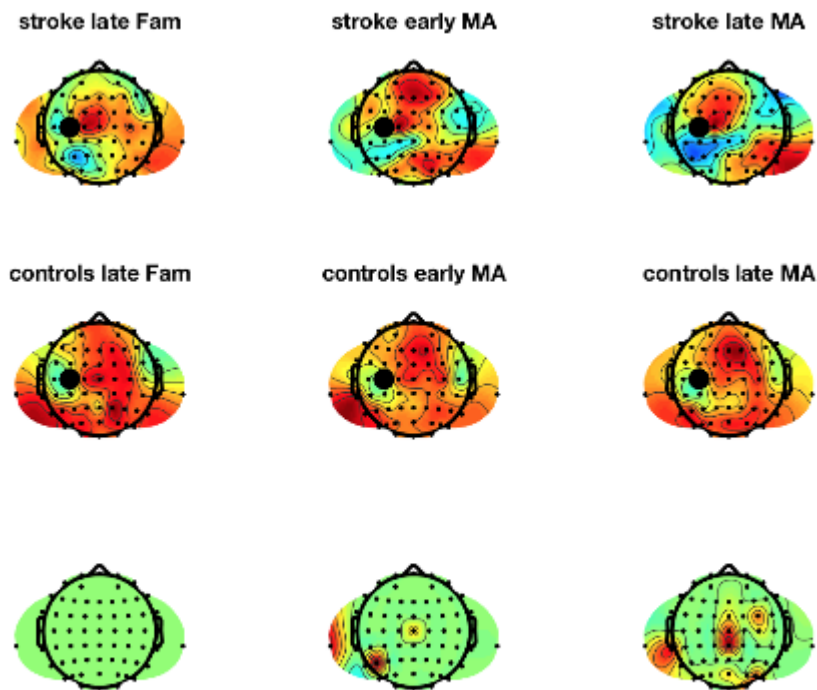 stroke late Fam
stroke early MA
stroke late MA
controls late Fam
controls early MA
controls late MA